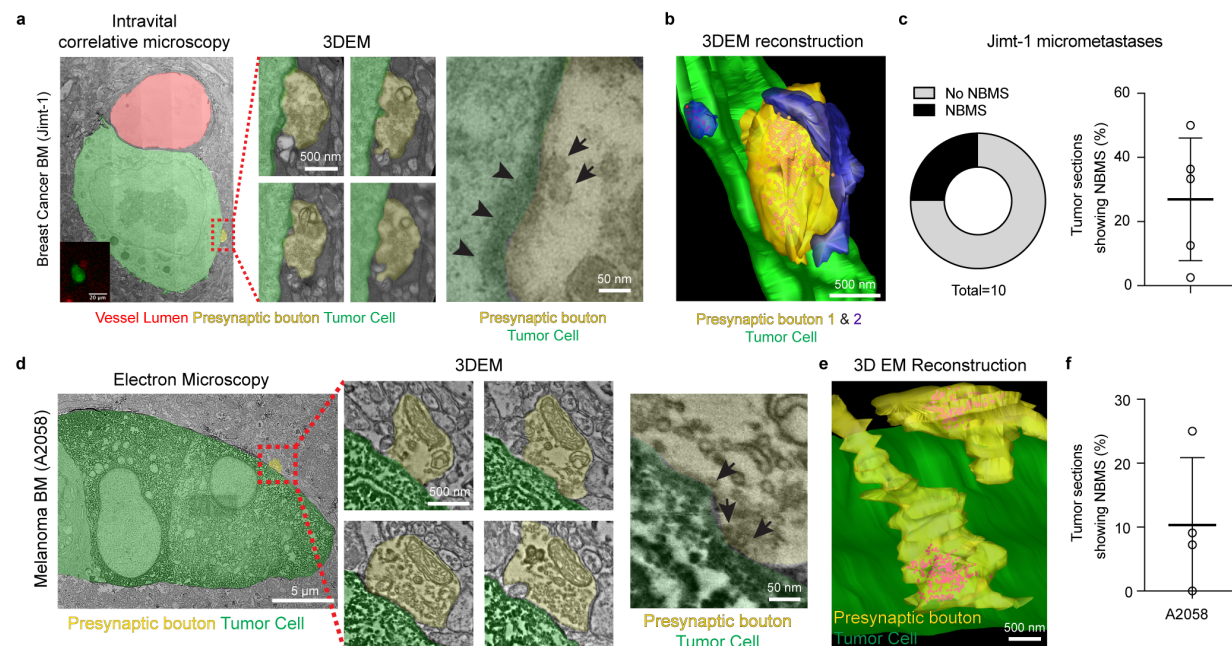 a
Intravital
correlative microscopy
3DEM
Breast Cancer BM (Jimt-1)
20 µm
500 nm
50 nm
Vessel Lumen Presynaptic bouton Tumor Cell
Presynaptic bouton
Tumor Cell
b
3DEM reconstruction
500 nm
Presynaptic bouton 1 & 2
Tumor Cell
c
Jimt-1 micrometastases
No NBMS
NBMS
Total=10
Tumor sections
showing NBMS (%)
60
40
20
0
d
Electron Microscopy
3DEM
Melanoma BM (A2058)
5 µm
500 nm
50 nm
Presynaptic bouton Tumor Cell
Presynaptic bouton
Tumor Cell
e
3D EM Reconstruction
Presynaptic bouton
Tumor Cell
500 nm
f
Tumor sections
showing NBMS (%)
30
20
10
0
A2058